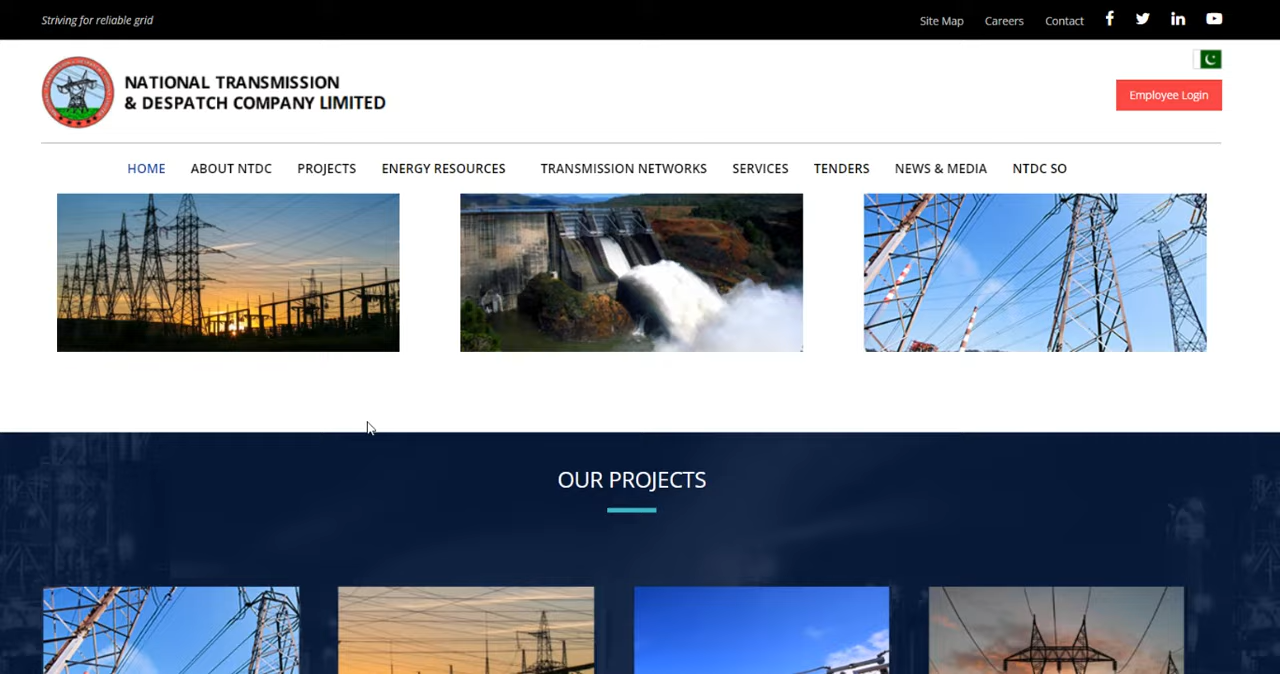 Striving for reliable grid
Site Map Careers Contact
NATIONAL TRANSMISSION
& DESPATCH COMPANY LIMITED
Employee Login
HOME ABOUT NTDC PROJECTS ENERGY RESOURCES TRANSMISSION NETWORKS SERVICES TENDERS NEWS & MEDIA NTDC SO
OUR PROJECTS